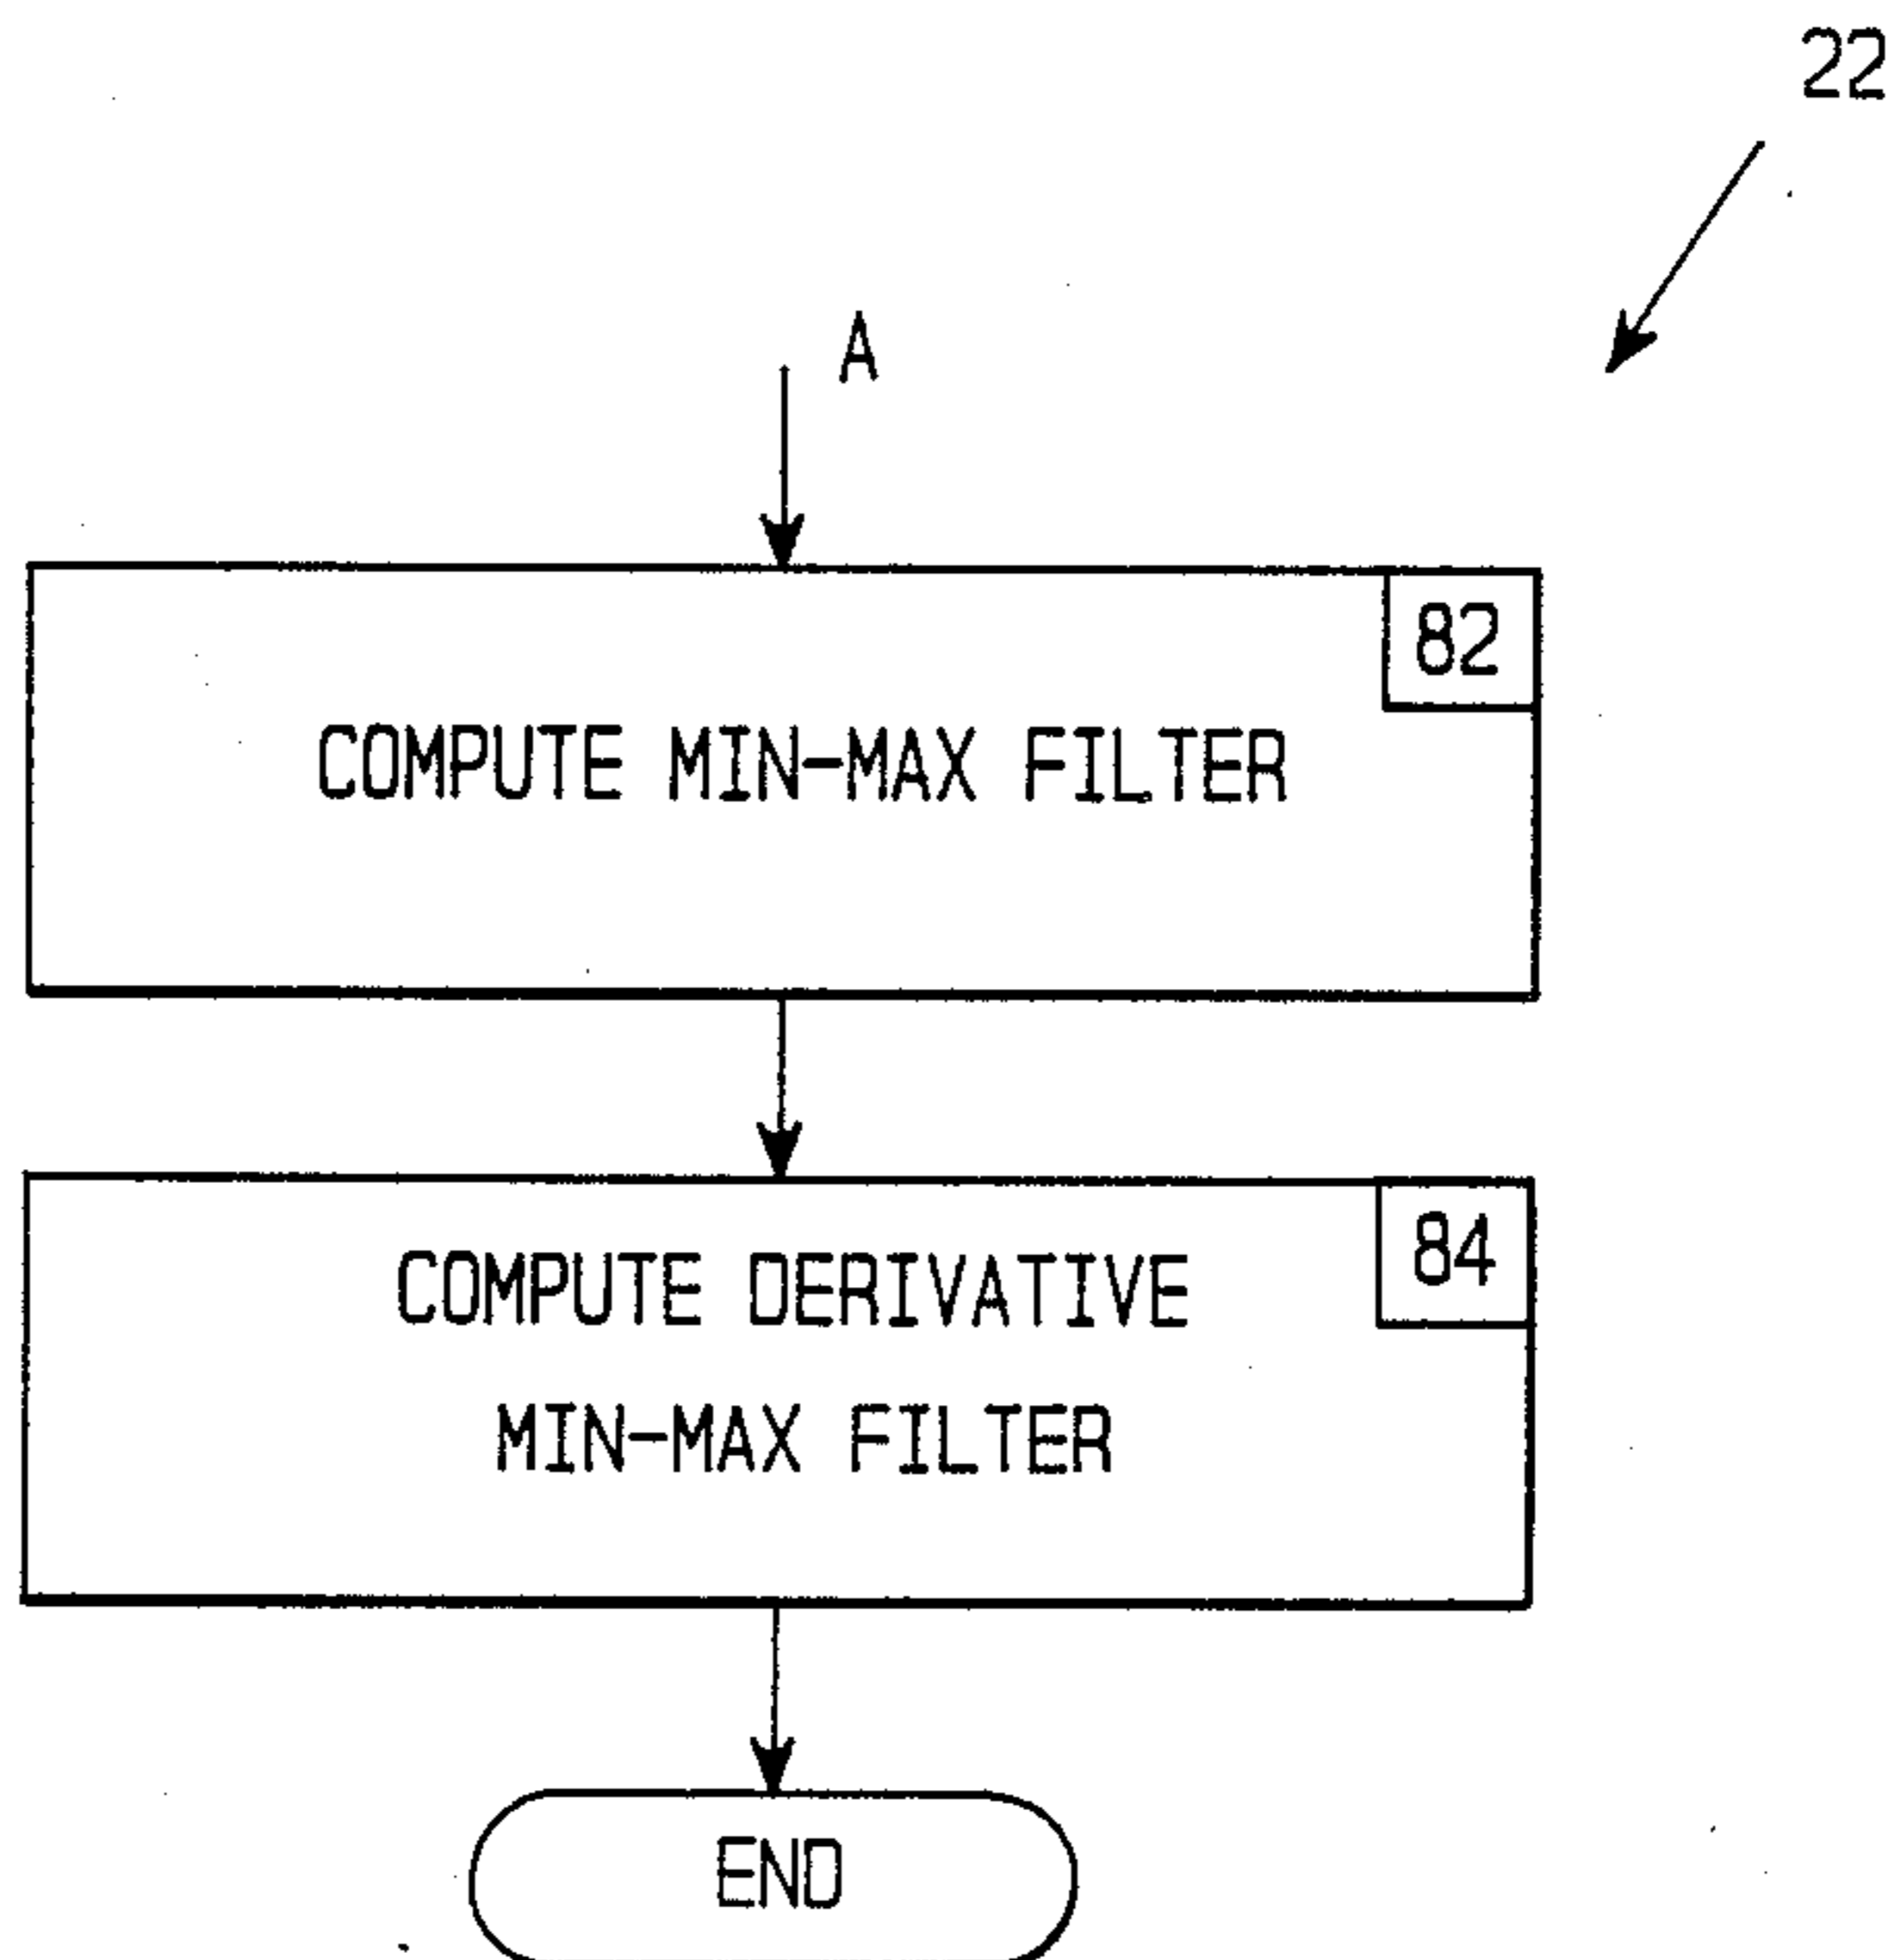 22
A
82
COMPUTE MIN-MAX FILTER
84
COMPUTE DERIVATIVE
MIN-MAX FILTER
END